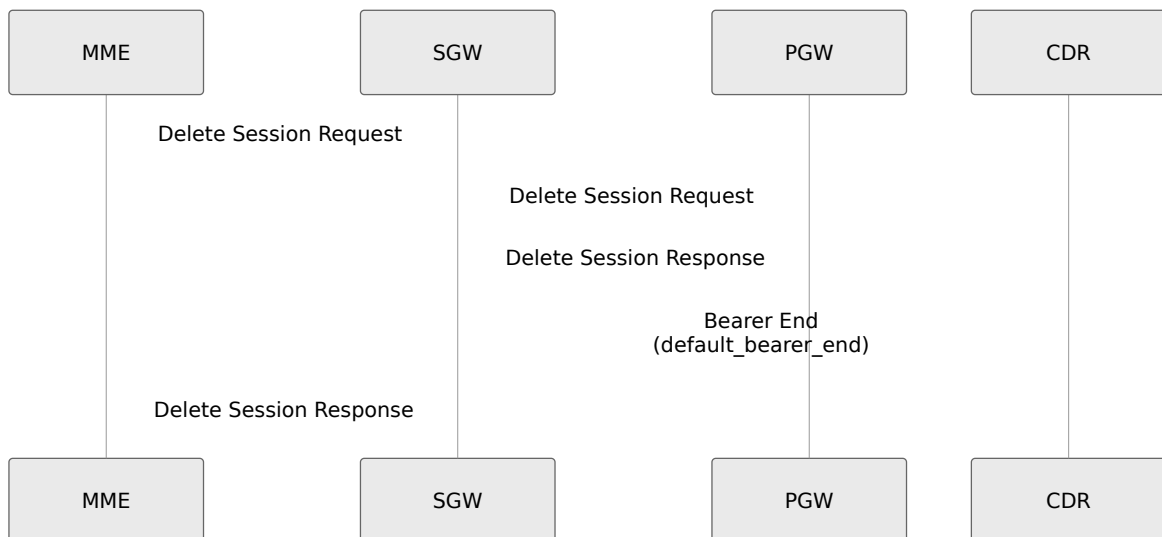 MME
SGW
PGW
CDR
Delete Session Request
Delete Session Request
Delete Session Response
Bearer End
(default_bearer_end)
Delete Session Response
MME
SGW
PGW
CDR